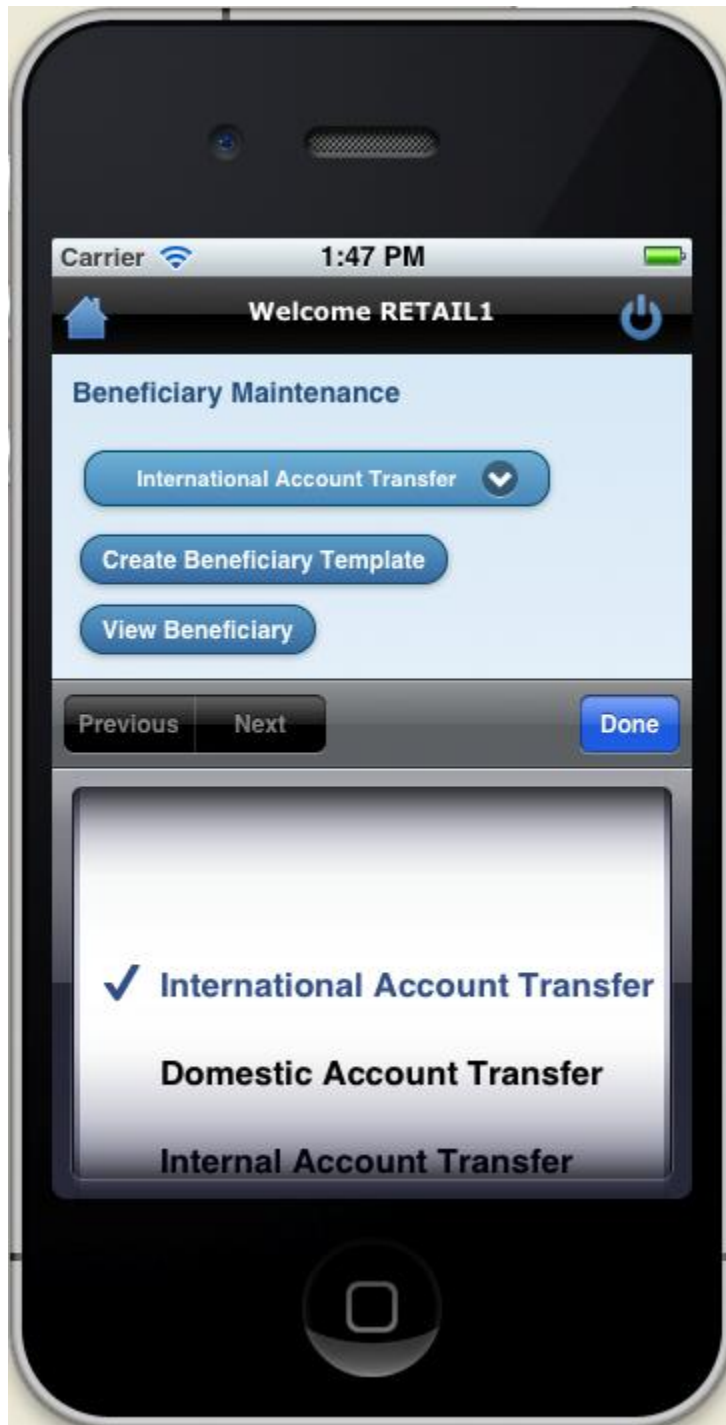 Carrier 1:47 PM
Welcome RETAIL1
Beneficiary Maintenance
International Account Transfer
Create Beneficiary Template
View Beneficiary
Previous Next Done
International Account Transfer
Domestic Account Transfer
Internal Account Transfer